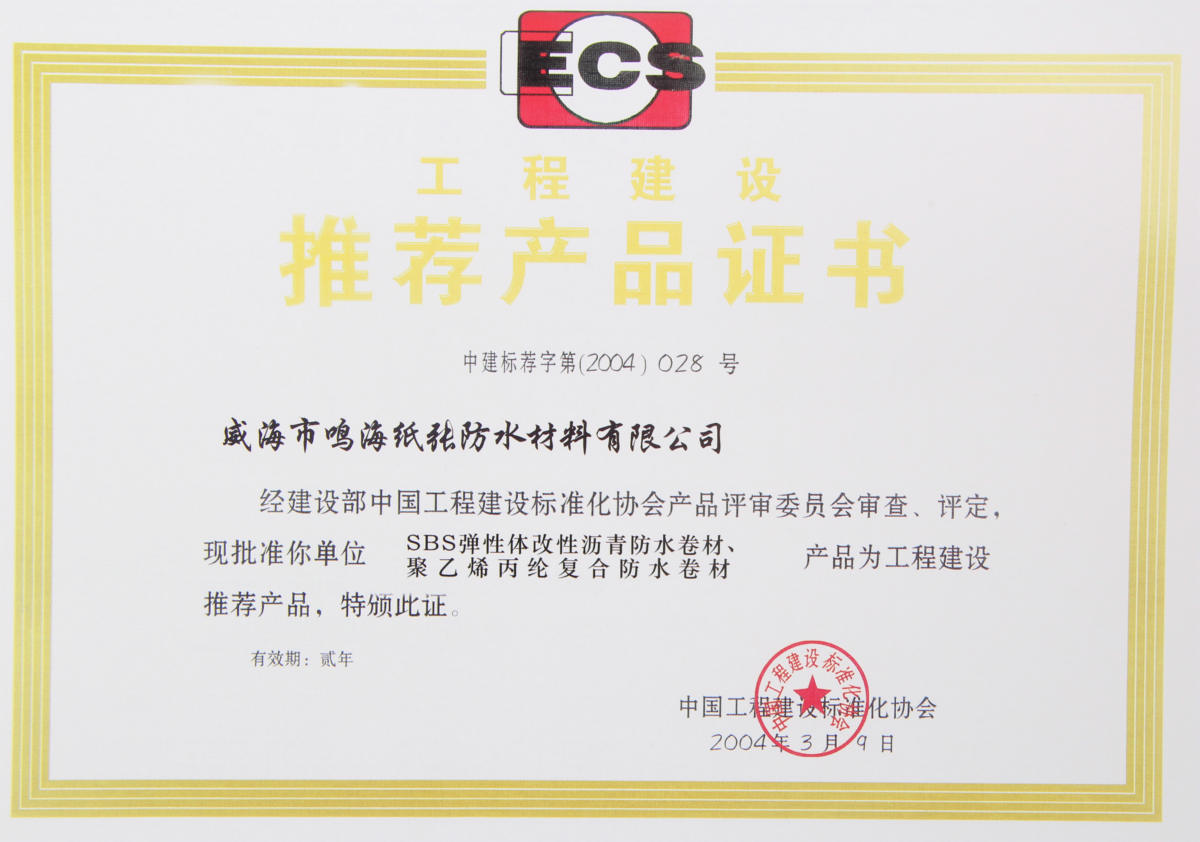 ECS
工程建设
推荐产品证书
中建标荐字第(2004)028号
威海市鸣海纸张防水材料有限公司
经建设部中国工程建设标准化协会产品评审委员会审查、评定，
现批准你单位 SBS弹性体改性沥青防水卷材、 产品为工程建设
聚乙烯丙纶复合防水卷材
推荐产品，特颁此证。
有效期：贰年
中国工程建设标准化协会
中国工程建设标准化协会
2004年3月9日